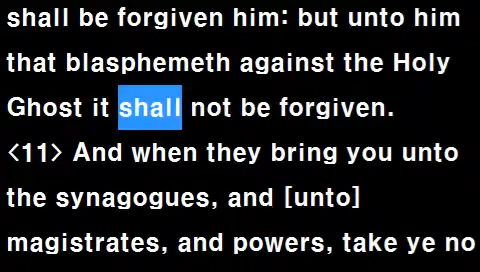 shall be forgiven him: but unto him
that blasphemeth against the Holy
Ghost it shall not be forgiven.
<11> And when they bring you unto
the synagogues, and [unto]
magistrates, and powers, take ye no